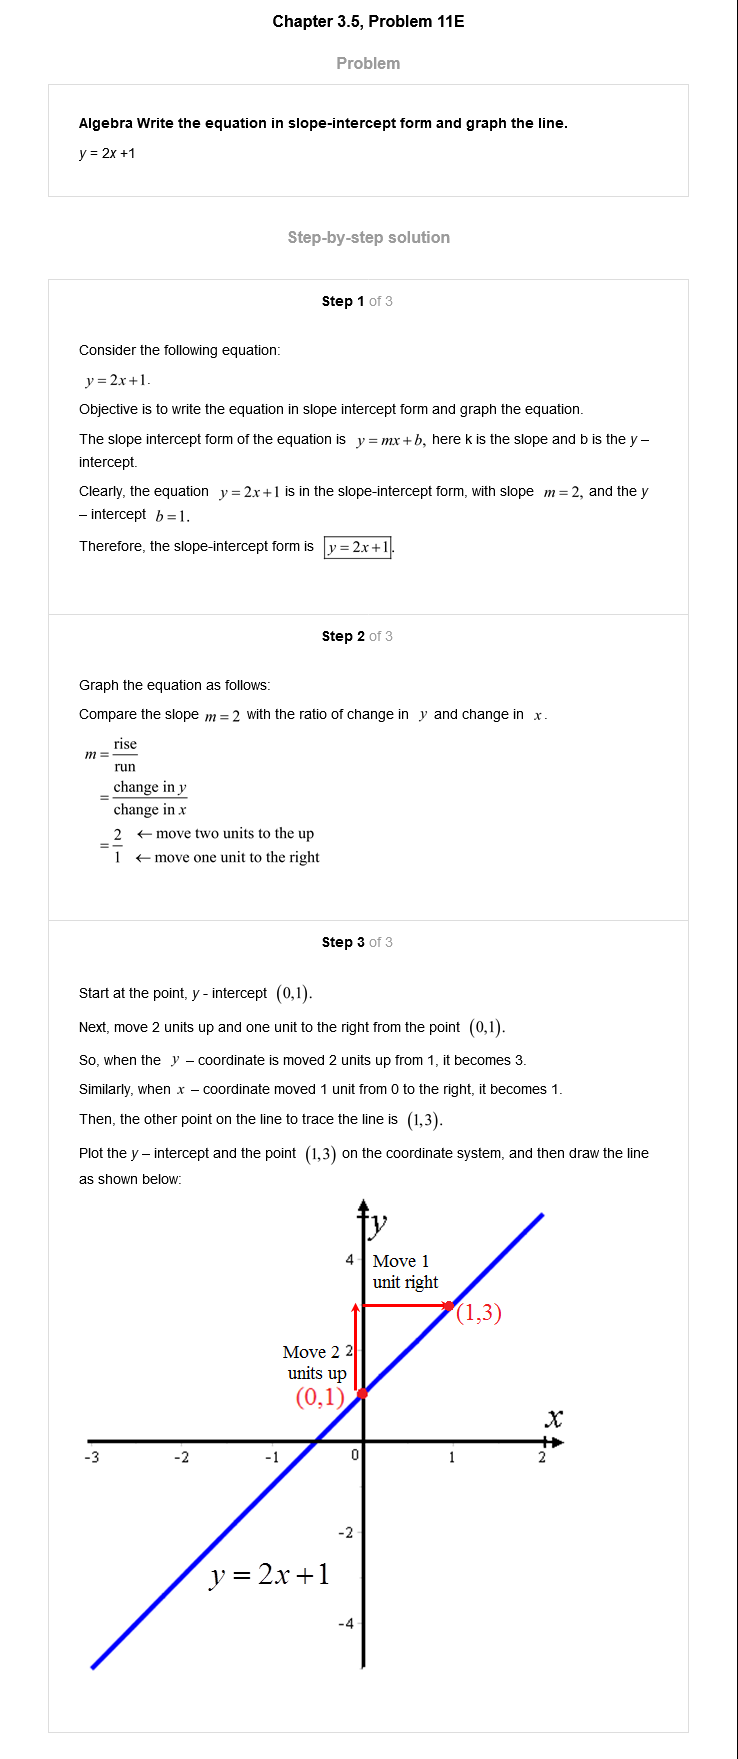 Chapter 3.5, Problem 11E
Problem
Algebra Write the equation in slope-intercept form and graph the line.
y = 2x +1
Step-by-step solution
Step 1 of 3
Consider the following equation:
y = 2x+1.
Objective is to write the equation in slope intercept form and graph the equation.
The slope intercept form of the equation is y = mx+b, here k is the slope and b is the y –
intercept.
Clearly, the equation y = 2x+1 is in the slope-intercept form, with slope m = 2, and the y
– intercept b = 1.
Therefore, the slope-intercept form is y = 2x+1.
Step 2 of 3
Graph the equation as follows:
Compare the slope m = 2 with the ratio of change in y and change in x.
m = rise
run
= change in y
change in x
= 2 ← move two units to the up
1 ← move one unit to the right
Step 3 of 3
Start at the point, y - intercept (0,1).
Next, move 2 units up and one unit to the right from the point (0,1).
So, when the y – coordinate is moved 2 units up from 1, it becomes 3.
Similarly, when x – coordinate moved 1 unit from 0 to the right, it becomes 1.
Then, the other point on the line to trace the line is (1,3).
Plot the y – intercept and the point (1,3) on the coordinate system, and then draw the line
as shown below:
y
4 Move 1
unit right
(1,3)
Move 2 2
units up
(0,1)
x
-3 -2 -1 0 1 2
-2
y = 2x+1
-4